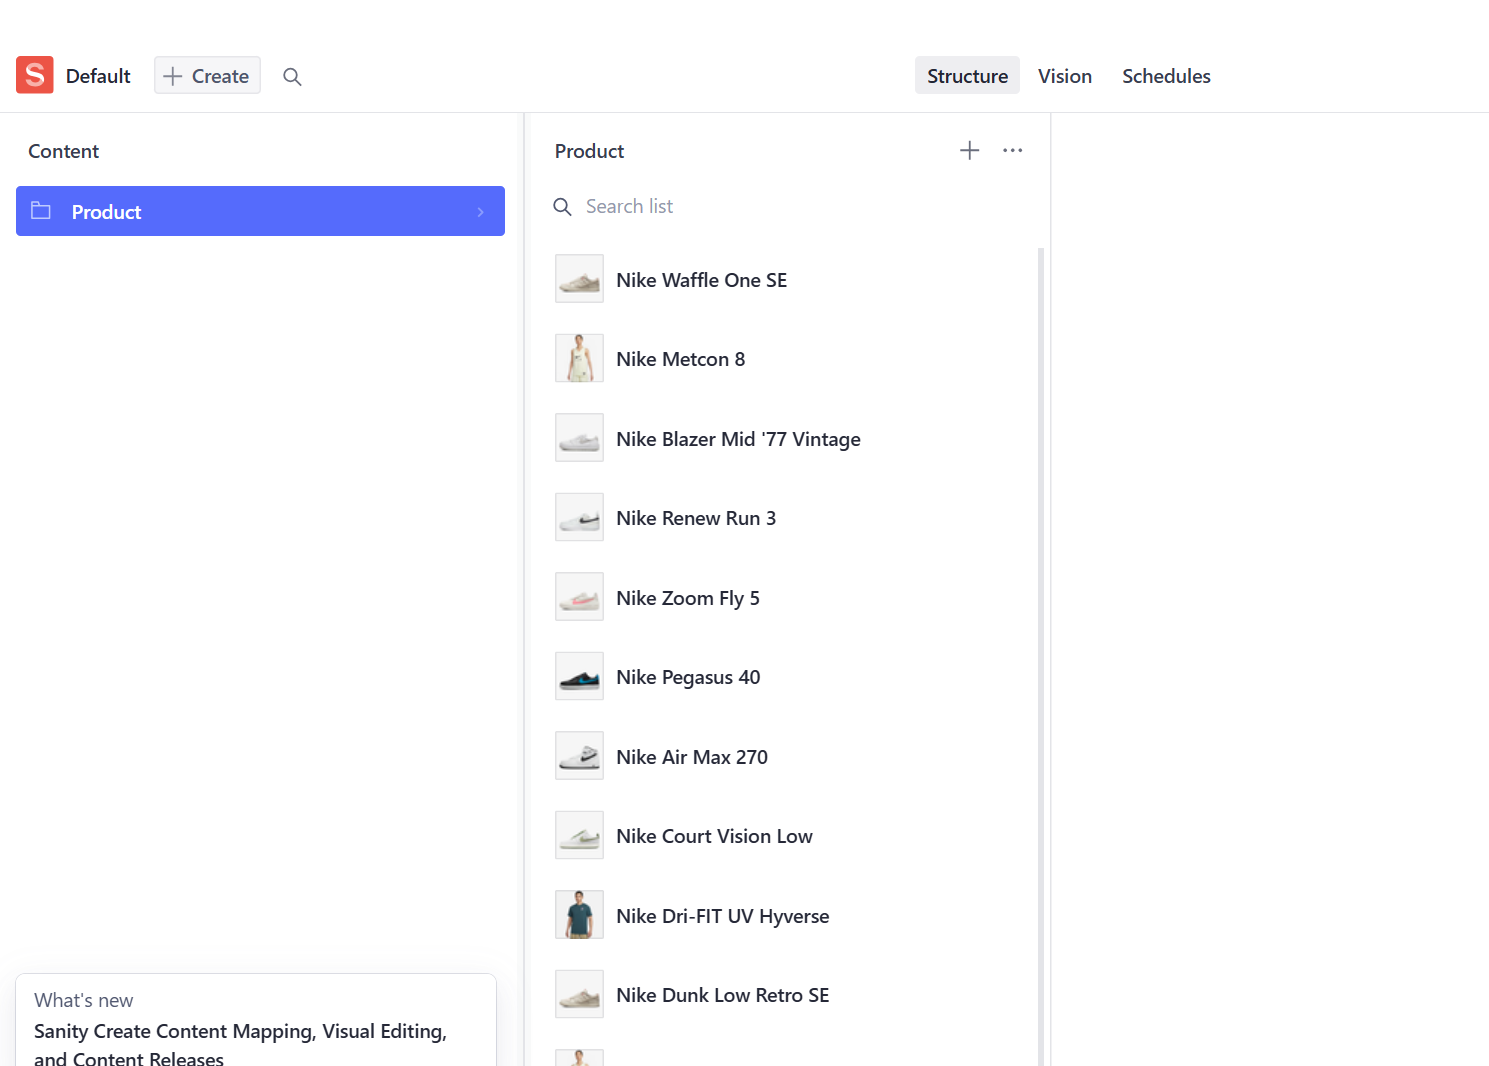 S Default
Create
Structure
Vision
Schedules
Content
Product
Product
Search list
Nike Waffle One SE
Nike Metcon 8
Nike Blazer Mid '77 Vintage
Nike Renew Run 3
Nike Zoom Fly 5
Nike Pegasus 40
Nike Air Max 270
Nike Court Vision Low
Nike Dri-FIT UV Hyverse
Nike Dunk Low Retro SE
What's new
Sanity Create Content Mapping, Visual Editing,
and Content Releases